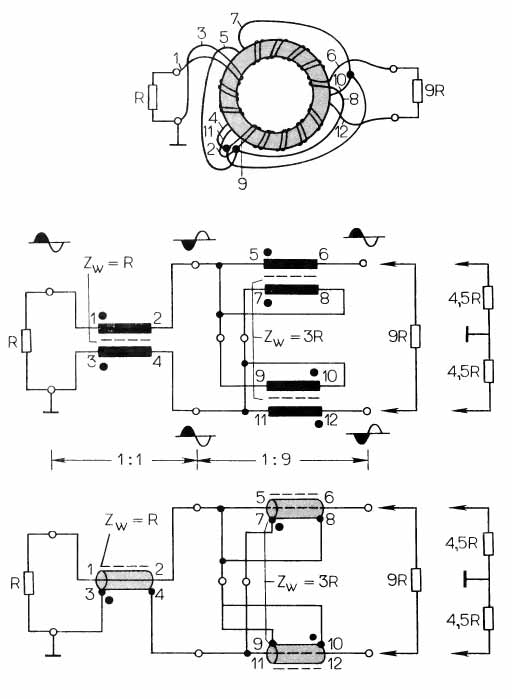 7
3 5
1 6
R 10 9R
4 8
11 12
2
9
5 6
Z_W = R
1 2 7 8 4,5R
R Z_W = 3R 9R
3 4 9 10 4,5R
11 12
1:1 1:9
Z_W = R 5 6
7 8 4,5R
1 2
R Z_W = 3R 9R
3 4
9 10 4,5R
11 12